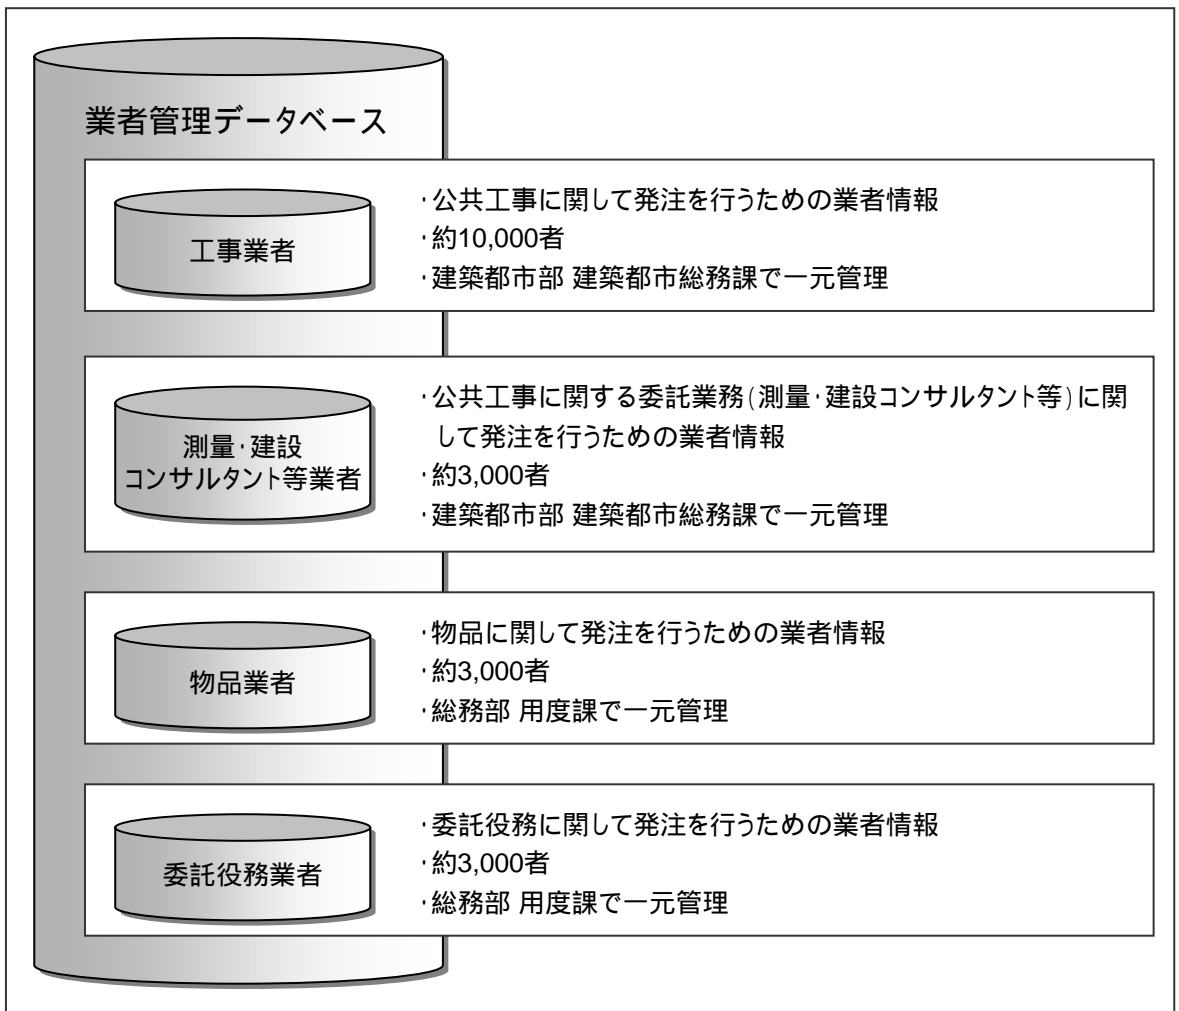 業者管理データベース
工事業者
・公共工事に関して発注を行うための業者情報
・約10,000者
・建築都市部 建築都市総務課で一元管理
測量・建設
コンサルタント等業者
・公共工事に関する委託業務(測量・建設コンサルタント等)に関
して発注を行うための業者情報
・約3,000者
・建築都市部 建築都市総務課で一元管理
物品業者
・物品に関して発注を行うための業者情報
・約3,000者
・総務部 用度課で一元管理
委託役務業者
・委託役務に関して発注を行うための業者情報
・約3,000者
・総務部 用度課で一元管理